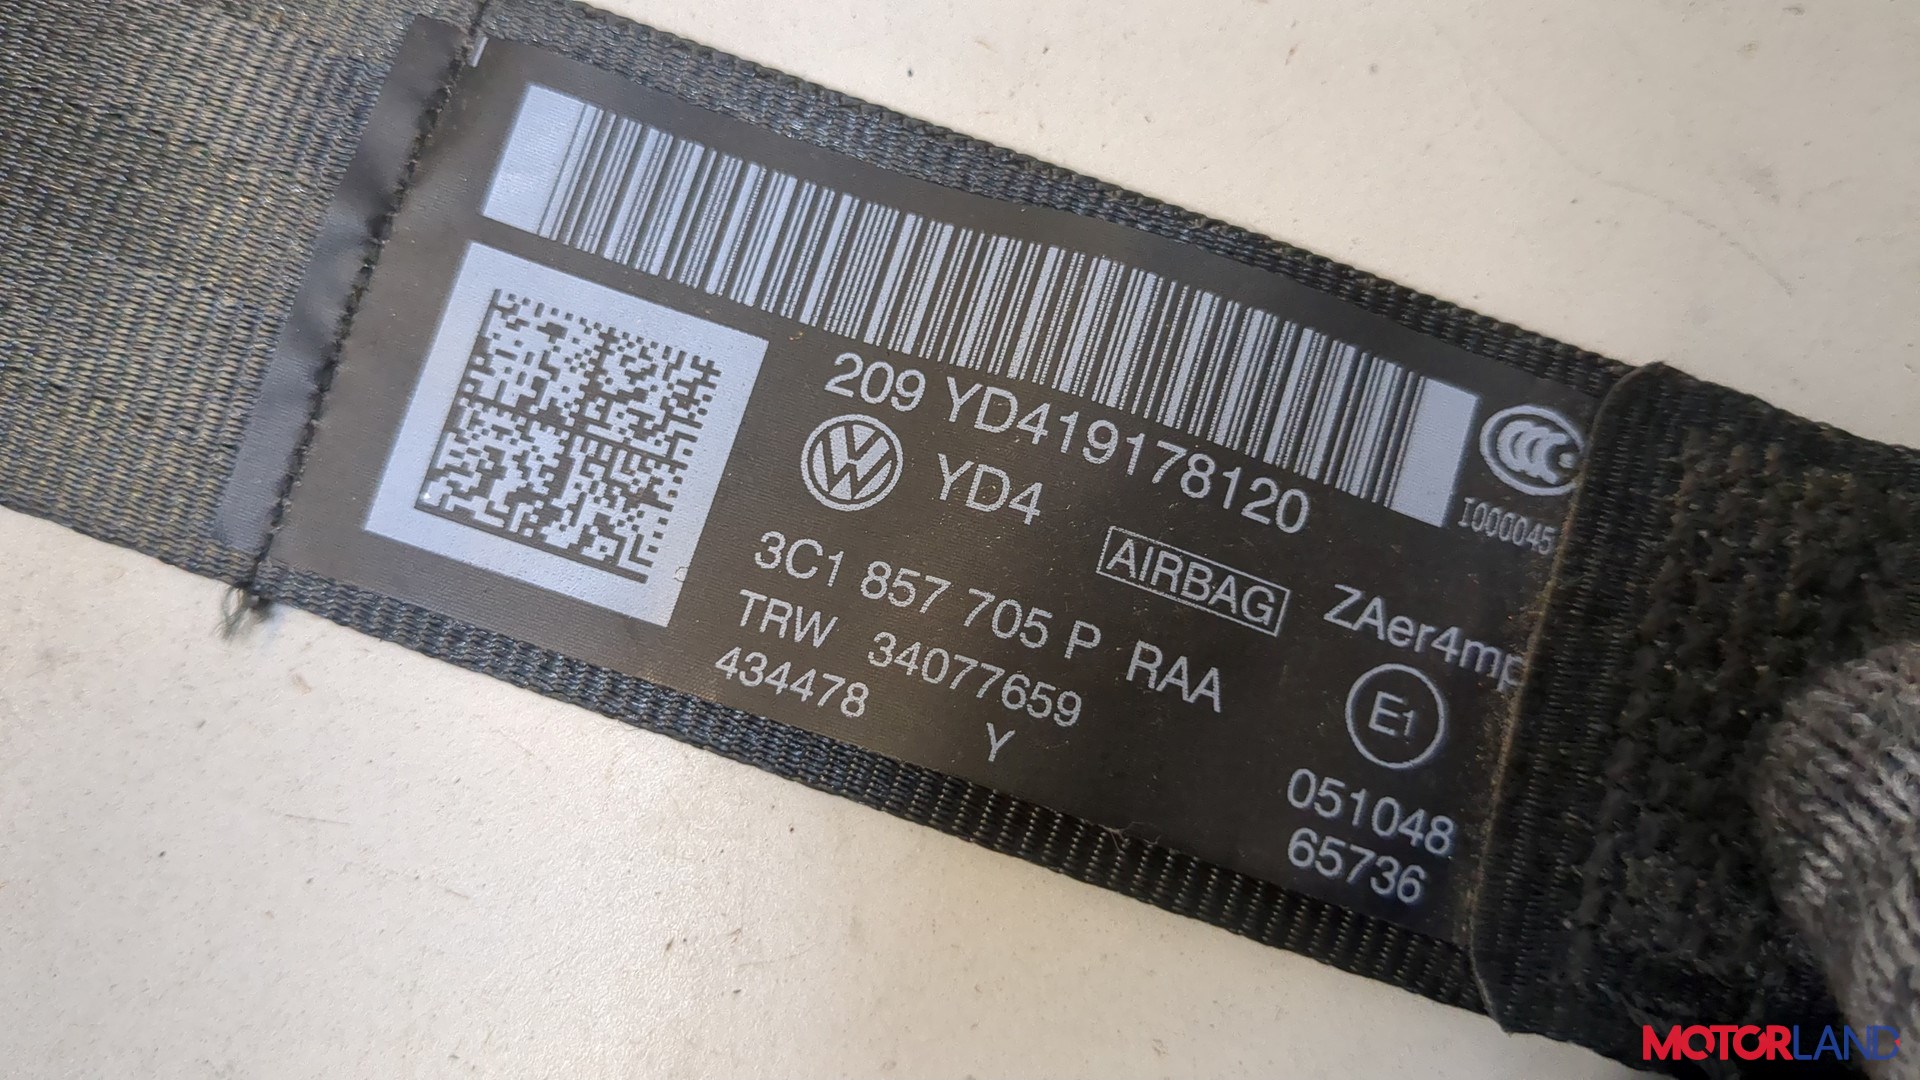 209 YD419178120
YD4
I000045
3C1 857 705 P RAA
AIRBAG
ZAer4mp
TRW 34077659
434478
Y
E1
051048
65736
MOTORLAND